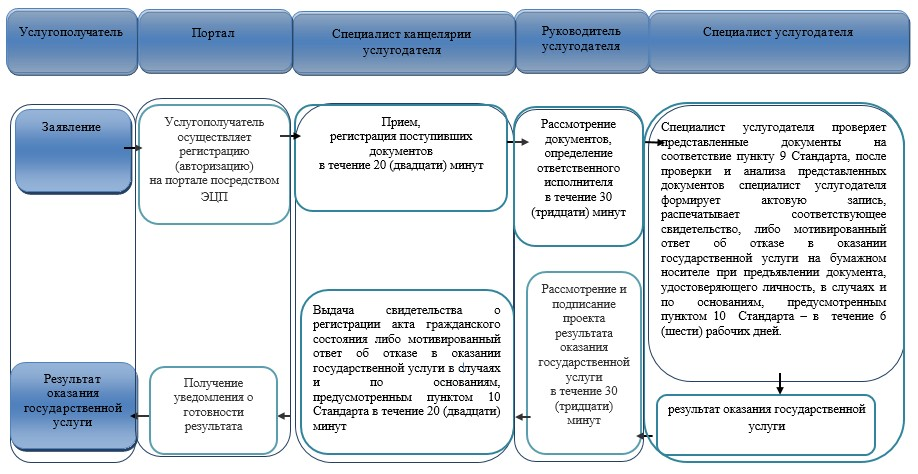 Услугополучатель
Портал
Специалист канцелярии
услугодателя
Руководитель
услугодателя
Специалист услугодателя
Заявление
Услугополучатель
осуществляет
регистрацию
(авторизацию)
на портале посредством
ЭЦП
Прием,
регистрация поступивших
документов
в течение 20 (двадцати) минут
Рассмотрение
документов,
определение
ответственного
исполнителя
в течение 30
(тридцати) минут
Специалист услугодателя проверяет
представленные документы на
соответствие пункту 9 Стандарта, после
проверки и анализа представленных
документов специалист услугодателя
формирует актовую запись,
распечатывает соответствующее
свидетельство, либо мотивированный
ответ об отказе в оказании
государственной услуги на бумажном
носителе при предъявлении документа,
удостоверяющего личность, в случаях и
по основаниям, предусмотренным
пунктом 10 Стандарта – в течение 6
(шести) рабочих дней.
результат оказания государственной
услуги
Рассмотрение и
подписание
проекта
результата
оказания
государственной
услуги
в течение 30
(тридцати)
минут
Выдача свидетельства о
регистрации акта гражданского
состояния либо мотивированный
ответ об отказе в оказании
государственной услуги в случаях
и по основаниям,
предусмотренным пунктом 10
Стандарта в течение 20 (двадцати)
минут
Получение
уведомления о
готовности
результата
Результат
оказания
государственной
услуги